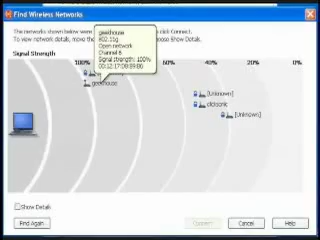 Find Wireless Networks
The networks shown below were
click Connect.
To view network details, move the
choose Show Details.
geekhouse
802.11g
Open network
Channel 6
Signal strength: 100%
Signal Strength
100%
60%
40%
20%
0%
geekhouse
[Unknown]
[Unknown]
Show Details
Find Again
Connect
Cancel
Help